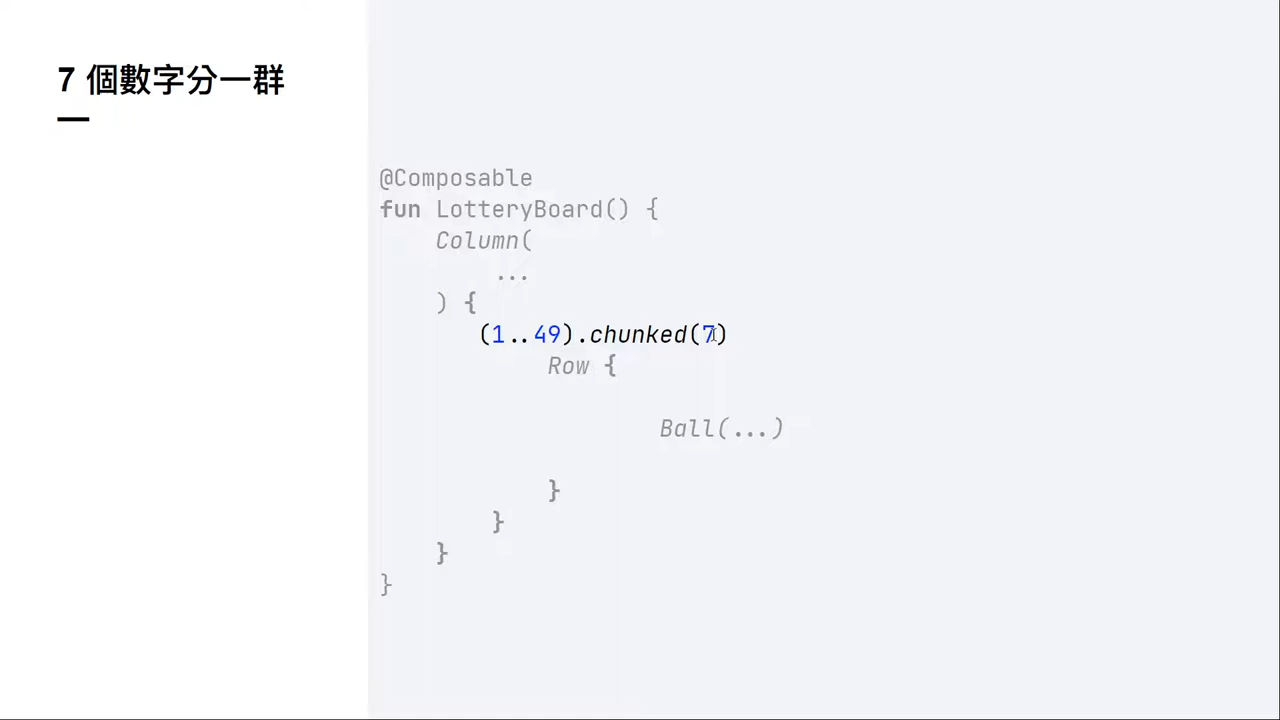 7 個數字分一群
@Composable
fun LotteryBoard() {
Column(
...
) {
(1..49).chunked(7)
Row {
Ball(...)
}
}
}
}